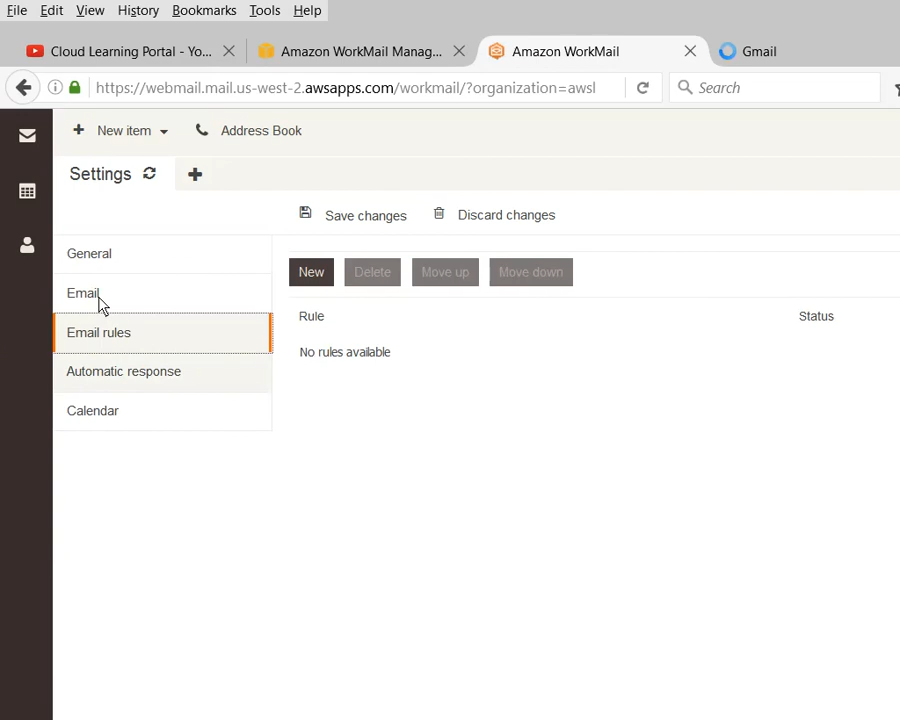 File Edit View History Bookmarks Tools Help
Cloud Learning Portal - Yo... Amazon WorkMail Manag... Amazon WorkMail Gmail
https://webmail.mail.us-west-2.awsapps.com/workmail/?organization=awsl Search
New item Address Book
Settings
Save changes Discard changes
General
New Delete Move up Move down
Email
Rule Status
Email rules
No rules available
Automatic response
Calendar